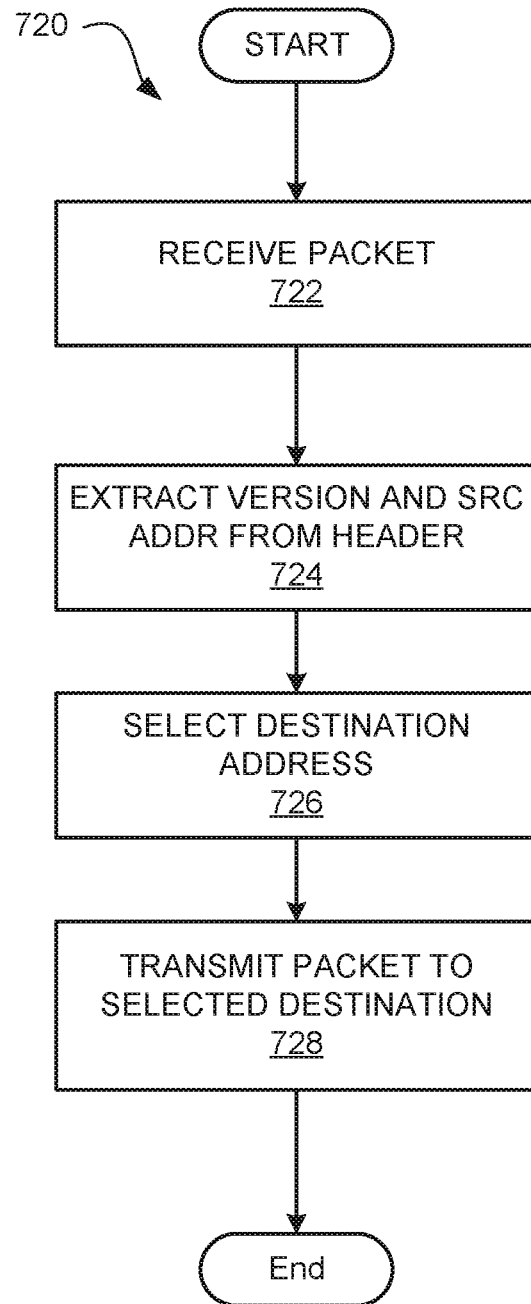 720
START
RECEIVE PACKET
722
EXTRACT VERSION AND SRC
ADDR FROM HEADER
724
SELECT DESTINATION
ADDRESS
726
TRANSMIT PACKET TO
SELECTED DESTINATION
728
End